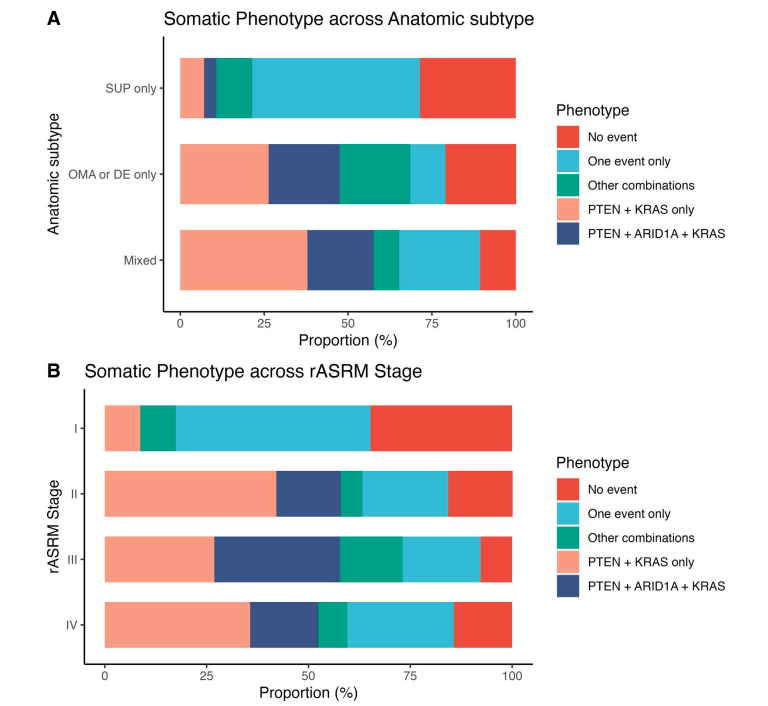 A Somatic Phenotype across Anatomic subtype
Anatomic subtype
SUP only
OMA or DE only
Mixed
0 25 50 75 100
Proportion (%)
Phenotype
No event
One event only
Other combinations
PTEN + KRAS only
PTEN + ARID1A + KRAS
B Somatic Phenotype across rASRM Stage
rASRM Stage
I
II
III
IV
0 25 50 75 100
Proportion (%)
Phenotype
No event
One event only
Other combinations
PTEN + KRAS only
PTEN + ARID1A + KRAS